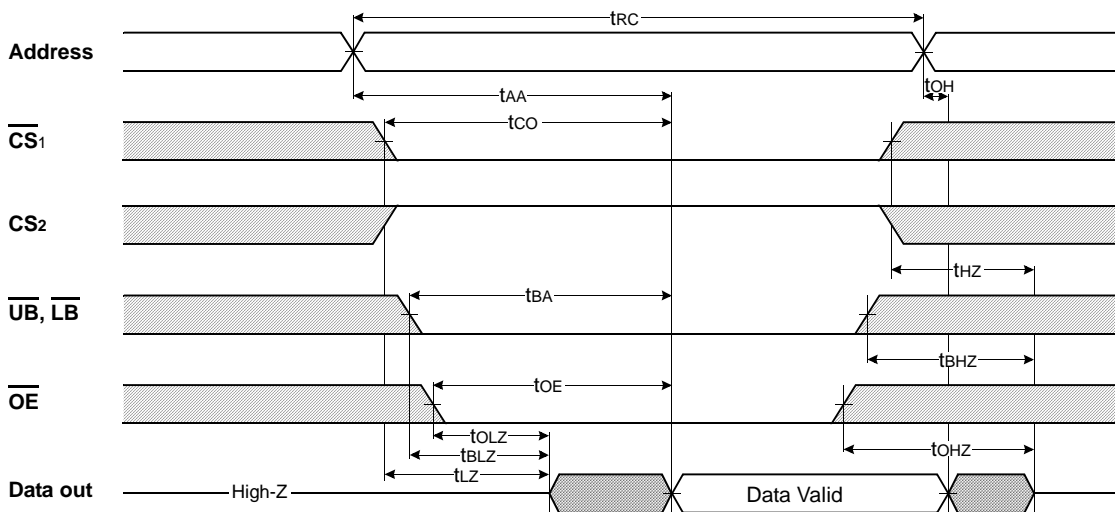 tRC
Address
tAA
tOH
tCO
CS1
CS2
tHZ
tBA
UB, LB
tBHZ
tOE
OE
tOLZ
tOHZ
tBLZ
tLZ
Data out
High-Z
Data Valid